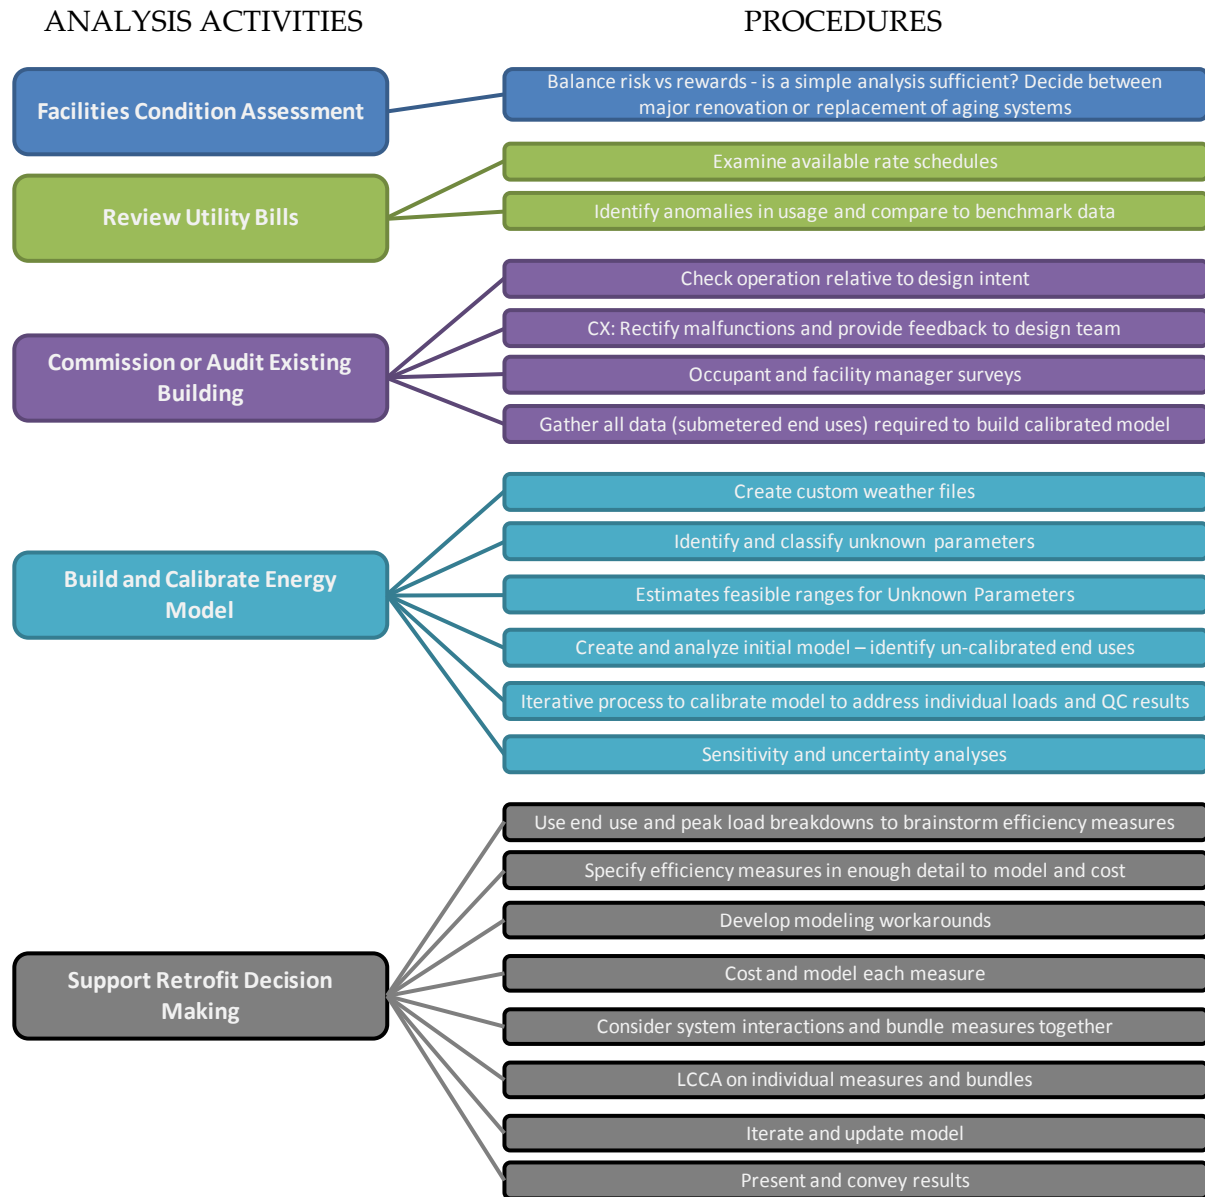 ANALYSIS ACTIVITIES
PROCEDURES
Facilities Condition Assessment
Balance risk vs rewards - is a simple analysis sufficient? Decide between
major renovation or replacement of aging systems
Review Utility Bills
Examine available rate schedules
Identify anomalies in usage and compare to benchmark data
Commission or Audit Existing
Building
Check operation relative to design intent
CX: Rectify malfunctions and provide feedback to design team
Occupant and facility manager surveys
Gather all data (submetered end uses) required to build calibrated model
Build and Calibrate Energy
Model
Create custom weather files
Identify and classify unknown parameters
Estimates feasible ranges for Unknown Parameters
Create and analyze initial model – identify un-calibrated end uses
Iterative process to calibrate model to address individual loads and QC results
Sensitivity and uncertainty analyses
Support Retrofit Decision
Making
Use end use and peak load breakdowns to brainstorm efficiency measures
Specify efficiency measures in enough detail to model and cost
Develop modeling workarounds
Cost and model each measure
Consider system interactions and bundle measures together
LCCA on individual measures and bundles
Iterate and update model
Present and convey results